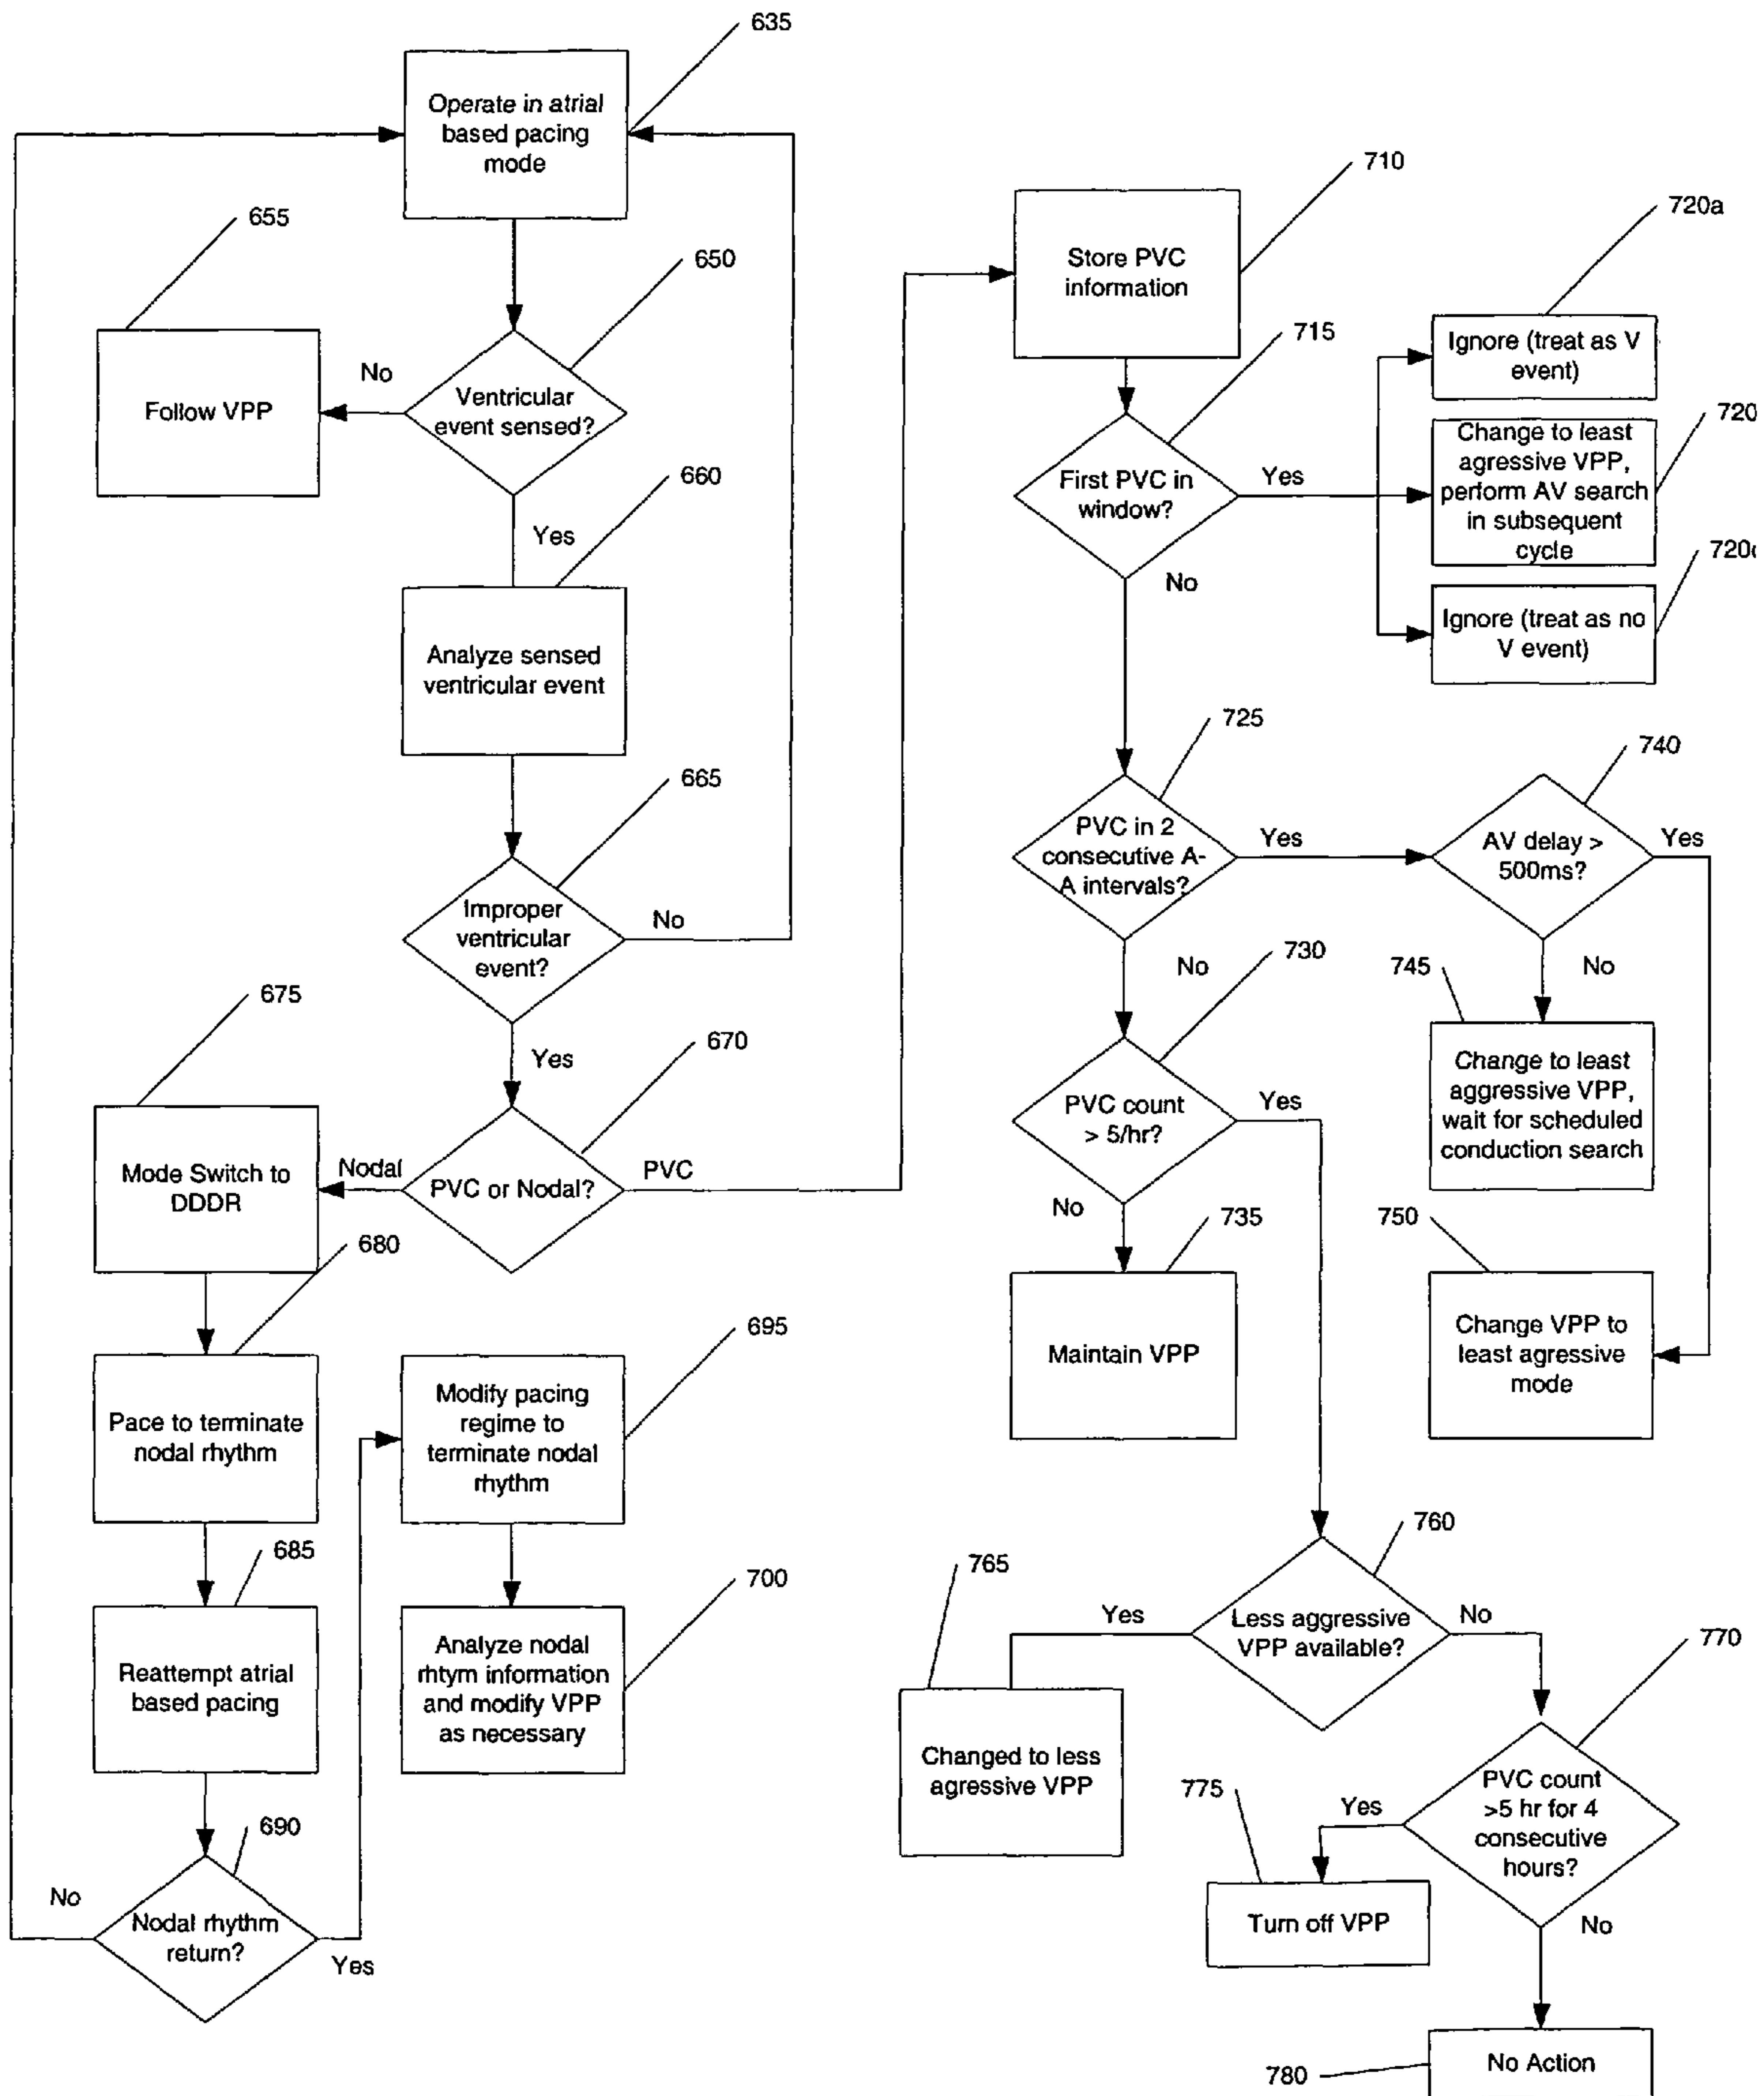 635
Operate in atrial
based pacing
mode
655
650
Follow VPP
No
Ventricular
event sensed?
660
Yes
Analyze sensed
ventricular event
665
Improper
ventricular
event?
No
675
Yes
670
Mode Switch to
DDDR
Nodal
PVC or Nodal?
PVC
680
Pace to terminate
nodal rhythm
695
Modify pacing
regime to
terminate nodal
rhythm
685
Reattempt atrial
based pacing
700
Analyze nodal
rhtym information
and modify VPP
as necessary
690
No
Nodal rhythm
return?
Yes
710
Store PVC
information
715
First PVC in
window?
Yes
720a
Ignore (treat as V
event)
720
Change to least
agressive VPP,
perform AV search
in subsequent
cycle
720
Ignore (treat as no
V event)
No
725
PVC in 2
consecutive A-
A intervals?
Yes
740
AV delay >
500ms?
Yes
No
730
745
No
Change to least
aggressive VPP,
wait for scheduled
conduction search
PVC count
> 5/hr?
Yes
No
735
Maintain VPP
750
Change VPP to
least agressive
mode
760
765
Yes
Less aggressive
VPP available?
No
770
Changed to less
agressive VPP
775
Yes
PVC count
>5 hr for 4
consecutive
hours?
Turn off VPP
No
780
No Action